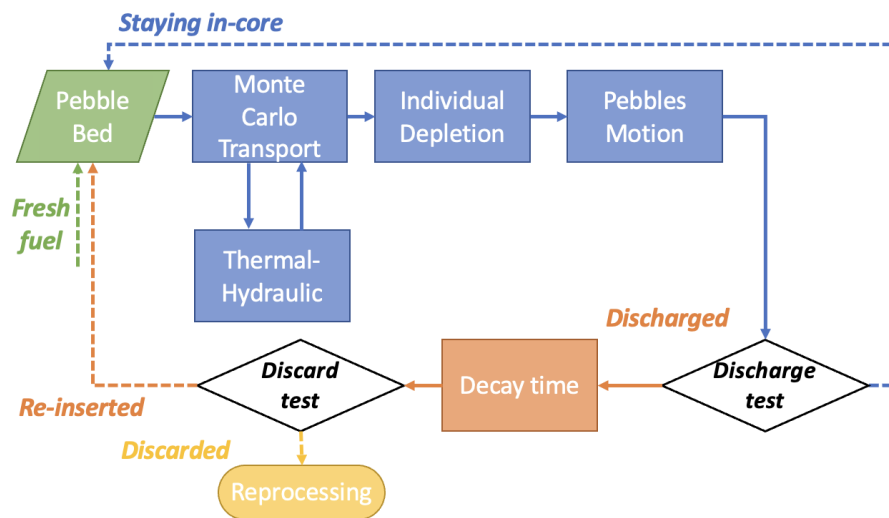 Staying in-core
Pebble
Bed
Monte
Carlo
Transport
Individual
Depletion
Pebbles
Motion
Fresh
fuel
Thermal-
Hydraulic
Discharged
Discard
test
Decay time
Discharge
test
Re-inserted
Discarded
Reprocessing